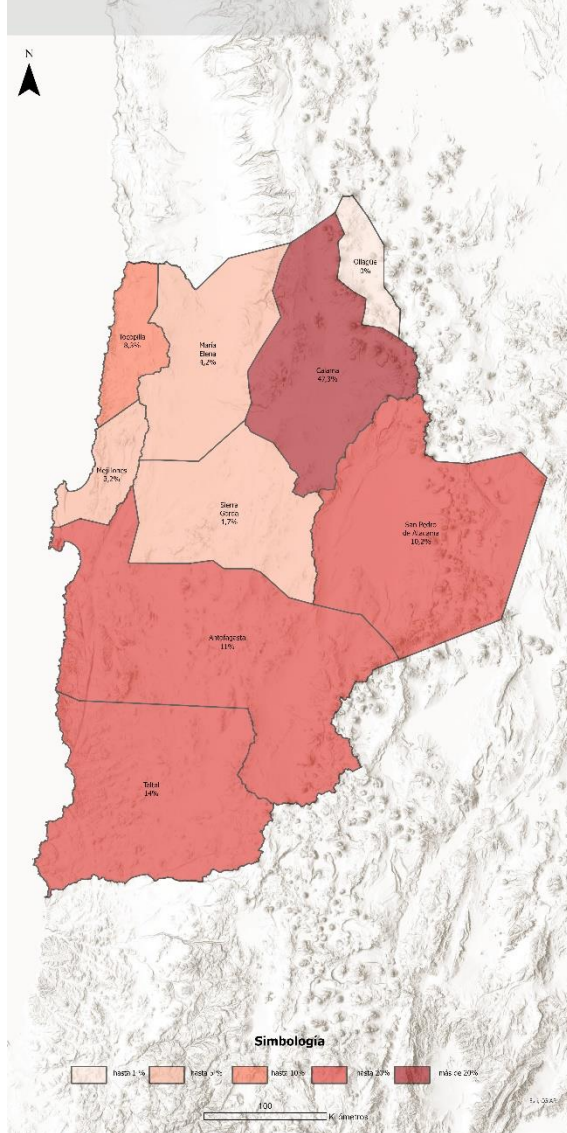 N
Ollagüe
0%
Tocopilla
8,5%
María
Elena
4,2%
Calama
47,3%
Mejillones
3,2%
Sierra
Gorda
1,7%
San Pedro
de Atacama
10,2%
Antofagasta
11%
Taltal
14%
Simbología
hasta 1 %
hasta 5 %
hasta 10%
hasta 20%
más de 20%
100
Kilómetros